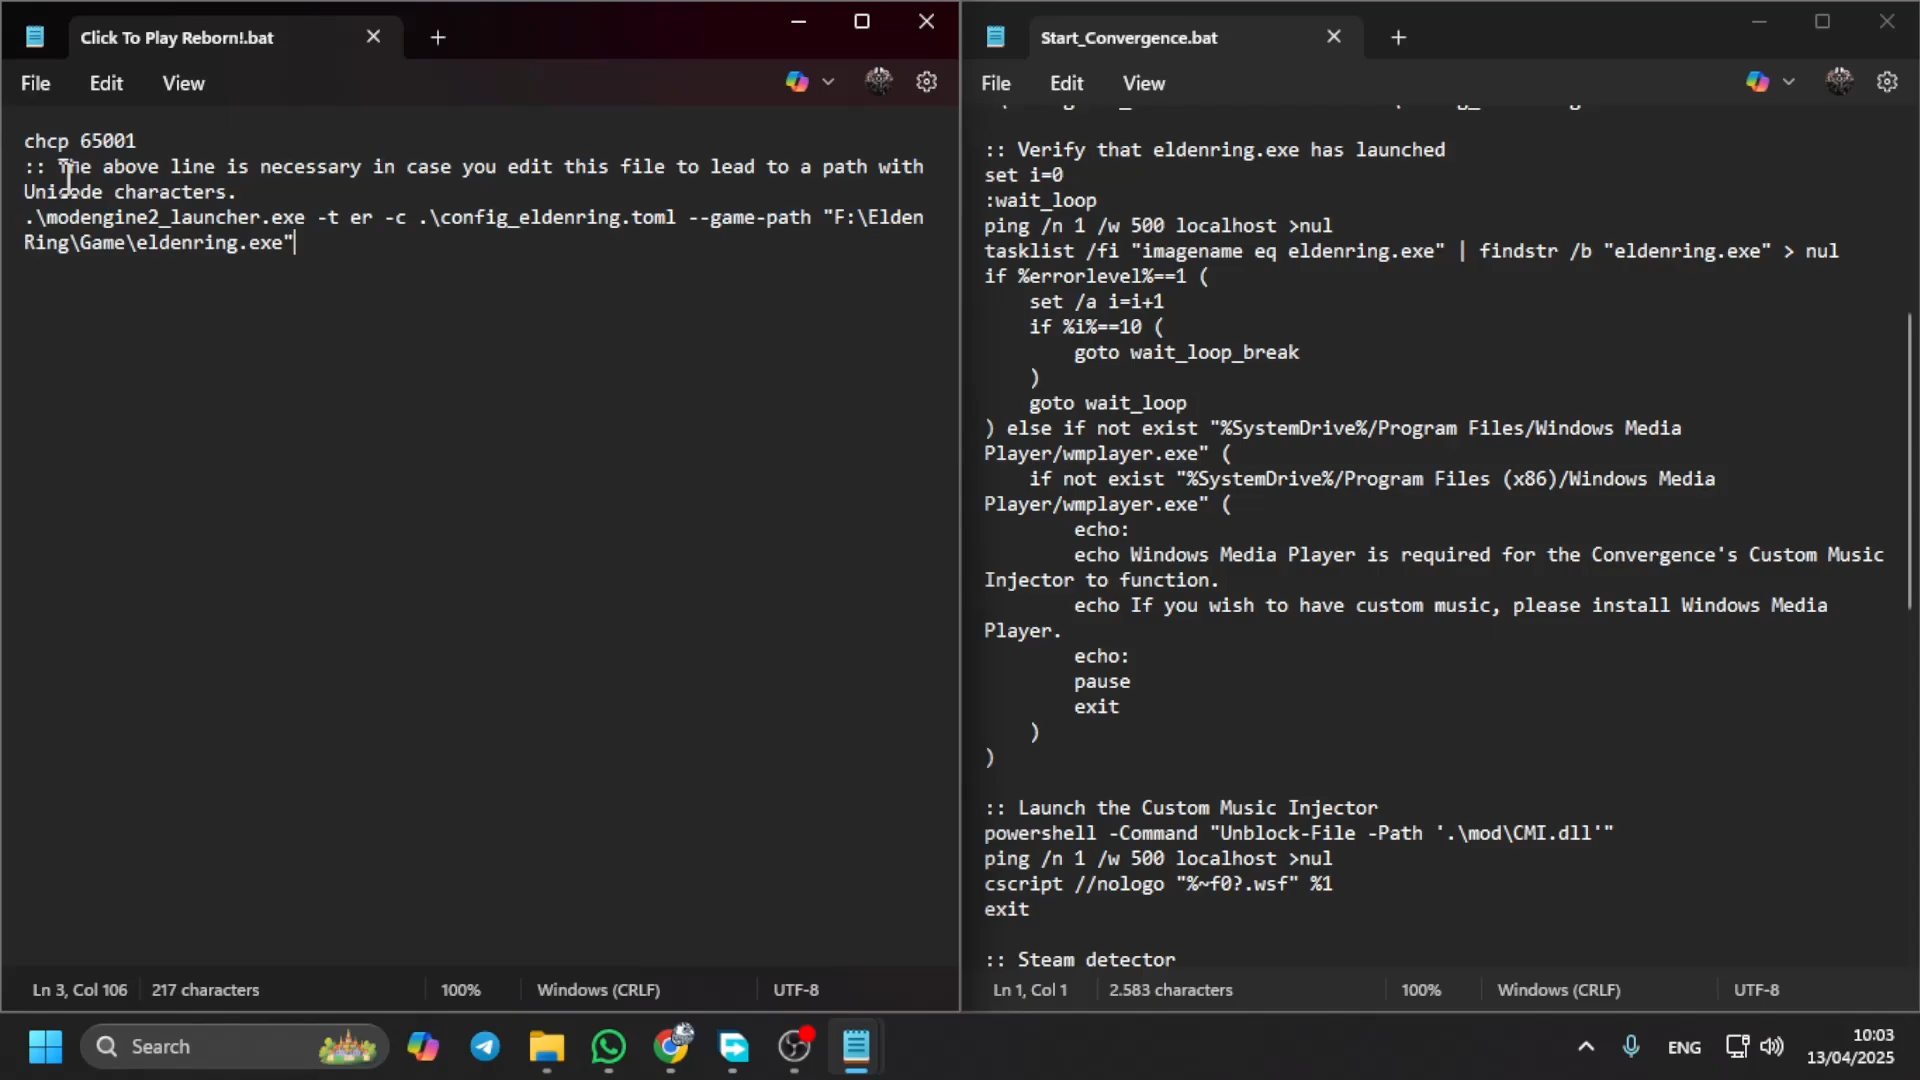 Click To Play Reborn!.bat
File Edit View
chcp 65001
:: The above line is necessary in case you edit this file to lead to a path with
Unicode characters.
.\modengine2_launcher.exe -t er -c .\config_eldenring.toml --game-path "F:\Elden
Ring\Game\eldenring.exe"
Ln 3, Col 106 217 characters 100% Windows (CRLF) UTF-8
Start_Convergence.bat
File Edit View
:: Verify that eldenring.exe has launched
set i=0
:wait_loop
ping /n 1 /w 500 localhost >nul
tasklist /fi "imagename eq eldenring.exe" | findstr /b "eldenring.exe" > nul
if %errorlevel%==1 (
set /a i=i+1
if %i%==10 (
goto wait_loop_break
)
goto wait_loop
) else if not exist "%SystemDrive%/Program Files/Windows Media
Player/wmplayer.exe" (
if not exist "%SystemDrive%/Program Files (x86)/Windows Media
Player/wmplayer.exe" (
echo:
echo Windows Media Player is required for the Convergence's Custom Music
Injector to function.
echo If you wish to have custom music, please install Windows Media
Player.
echo:
pause
exit
)
)
:: Launch the Custom Music Injector
powershell -Command "Unblock-File -Path '.\mod\CMI.dll'"
ping /n 1 /w 500 localhost >nul
cscript //nologo "%~f0?.wsf" %1
exit
:: Steam detector
Ln 1, Col 1 2.583 characters 100% Windows (CRLF) UTF-8
Search
ENG
10:03
13/04/2025